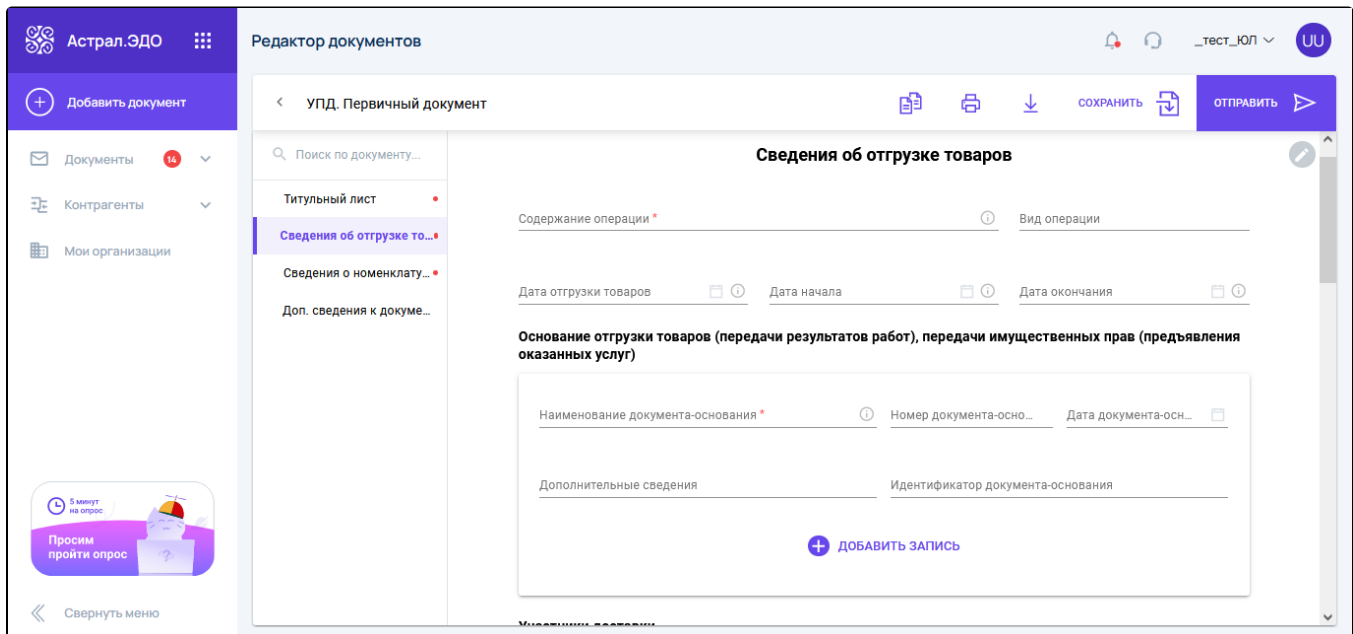 Астрал.ЭДО
Редактор документов
_тест_ЮЛ
UU
Добавить документ
УПД. Первичный документ
СОХРАНИТЬ
ОТПРАВИТЬ
Документы
14
Контрагенты
Мои организации
Поиск по документу...
Титульный лист
Сведения об отгрузке то...
Сведения о номенклату...
Доп. сведения к докуме...
Сведения об отгрузке товаров
Содержание операции *
Вид операции
Дата отгрузки товаров
Дата начала
Дата окончания
Основание отгрузки товаров (передачи результатов работ), передачи имущественных прав (предъявления
оказанных услуг)
Наименование документа-основания *
Номер документа-осно...
Дата документа-осн...
Дополнительные сведения
Идентификатор документа-основания
ДОБАВИТЬ ЗАПИСЬ
Участники доставки
5 минут
на опрос
Просим
пройти опрос
?
Свернуть меню